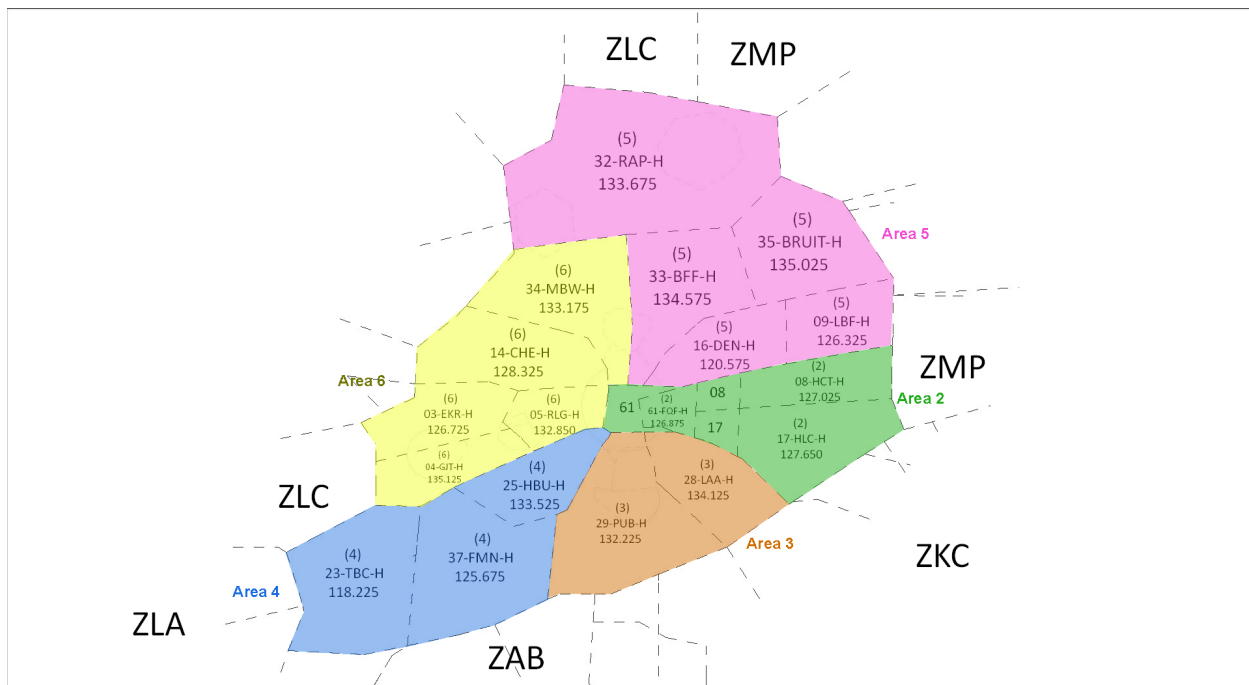 ZLC
ZMP
(5)
32-RAP-H
133.675
(5)
35-BRUIT-H
135.025
Area 5
(5)
33-BFF-H
134.575
(6)
34-MBW-H
133.175
(5)
09-LBF-H
126.325
(5)
16-DEN-H
120.575
(6)
14-CHE-H
128.325
ZMP
Area 6
(2)
08-HCT-H
127.025
Area 2
08
61
(2)
61-FQF-H
126.875
17
(6)
03-EKR-H
126.725
(6)
05-RLG-H
132.850
(2)
17-HLC-H
127.650
(6)
04-GJT-H
135.125
(4)
25-HBU-H
133.525
(3)
28-LAA-H
134.125
ZLC
(3)
29-PUB-H
132.225
Area 3
(4)
23-TBC-H
118.225
(4)
37-FMN-H
125.675
ZKC
Area 4
ZLA
ZAB